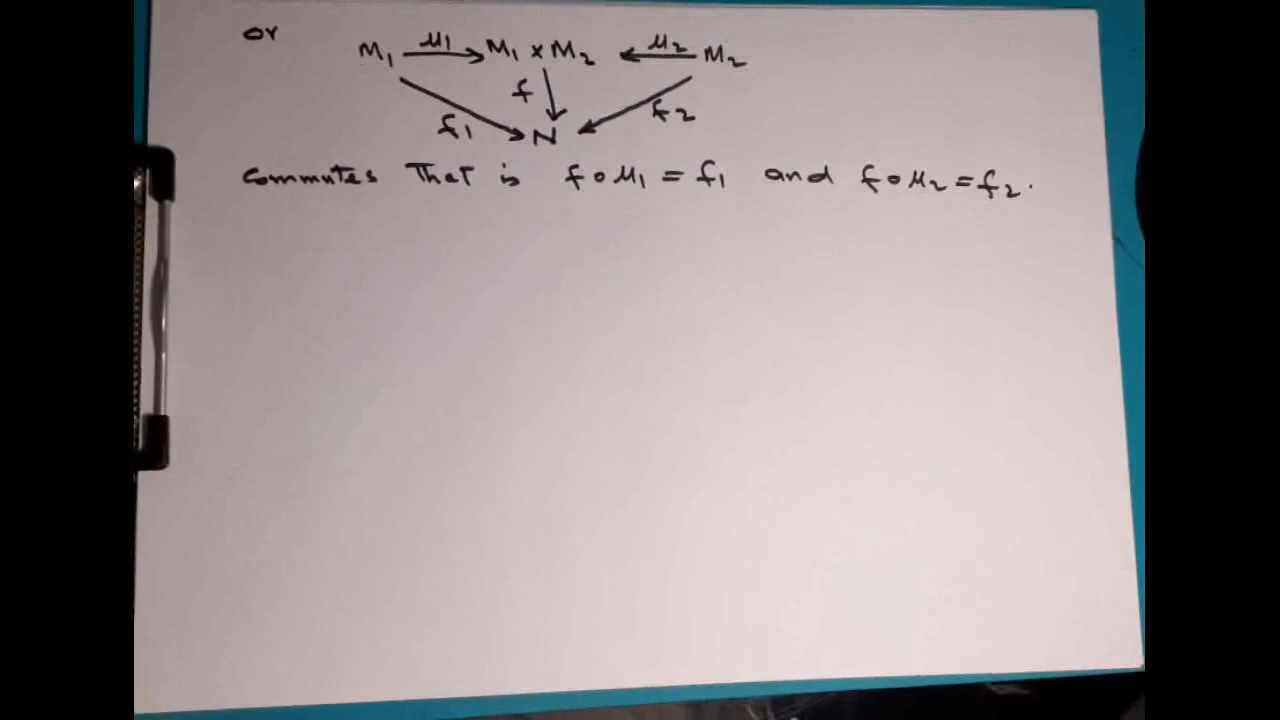 or
M₁ —μ₁→ M₁ × M₂ ←μ₂— M₂
f₁ f f₂
N
commutes That is f∘μ₁ = f₁ and f∘μ₂ = f₂.